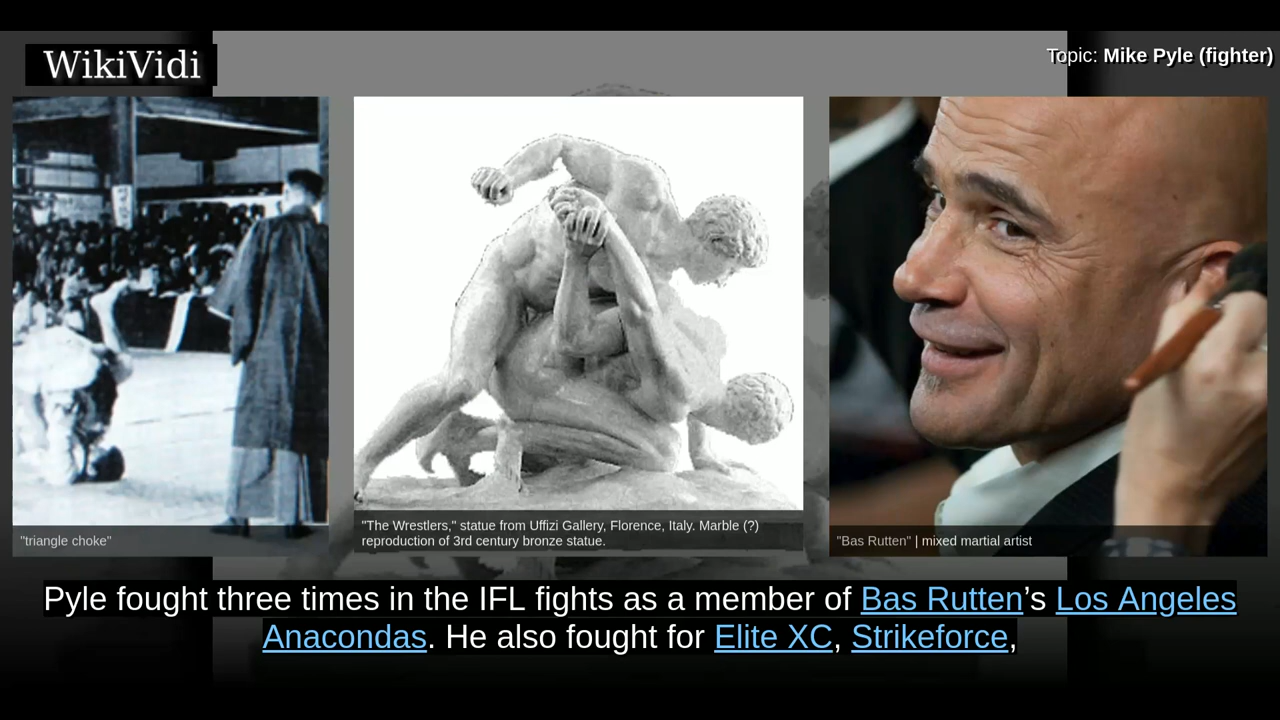 WikiVidi
Topic: Mike Pyle (fighter)
"triangle choke"
"The Wrestlers," statue from Uffizi Gallery, Florence, Italy. Marble (?)
reproduction of 3rd century bronze statue.
"Bas Rutten" | mixed martial artist
Pyle fought three times in the IFL fights as a member of Bas Rutten’s Los Angeles
Anacondas. He also fought for Elite XC, Strikeforce,